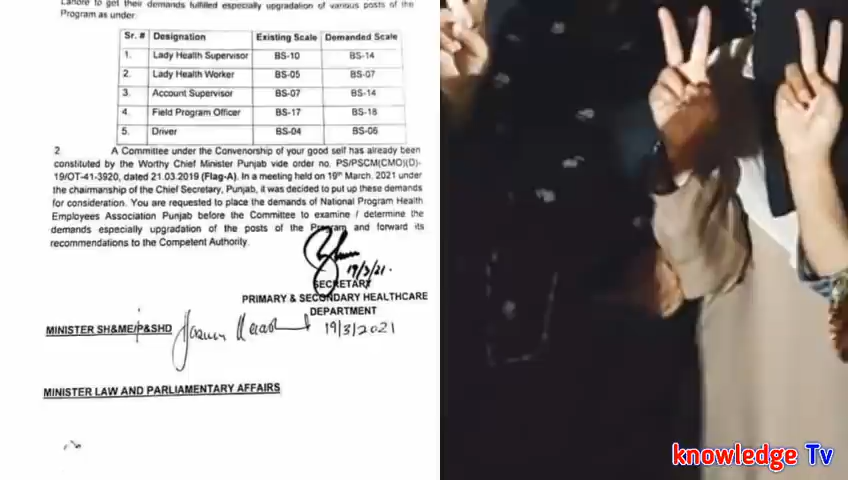 Lahore to get their demands fulfilled especially upgradation of various posts of the
Program as under:
Sr. # Designation Existing Scale Demanded Scale
1. Lady Health Supervisor BS-10 BS-14
2. Lady Health Worker BS-05 BS-07
3. Account Supervisor BS-07 BS-14
4. Field Program Officer BS-17 BS-18
5. Driver BS-04 BS-06
2. A Committee under the Convenorship of your good self has already been
constituted by the Worthy Chief Minister Punjab vide order no. PS/PSCM(CMO)(D)-
19/OT-41-3920, dated 21.03.2019 (Flag-A). In a meeting held on 19th March, 2021 under
the chairmanship of the Chief Secretary, Punjab, it was decided to put up these demands
for consideration. You are requested to place the demands of National Program Health
Employees Association Punjab before the Committee to examine / determine the
demands especially upgradation of the posts of the Program and forward its
recommendations to the Competent Authority.
19/3/21.
SECRETARY
PRIMARY & SECONDARY HEALTHCARE
DEPARTMENT
MINISTER SH&ME/P&SHD
19/3/2021
MINISTER LAW AND PARLIAMENTARY AFFAIRS
knowledge Tv